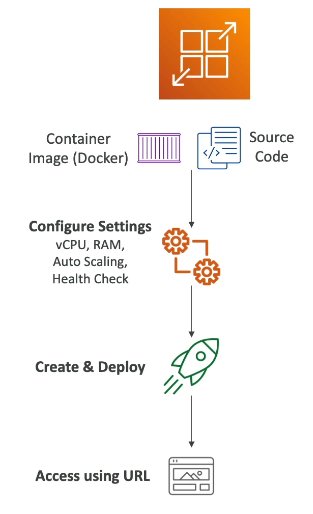 Container
Image (Docker)
Source
Code
Configure Settings
vCPU, RAM,
Auto Scaling,
Health Check
Create & Deploy
Access using URL